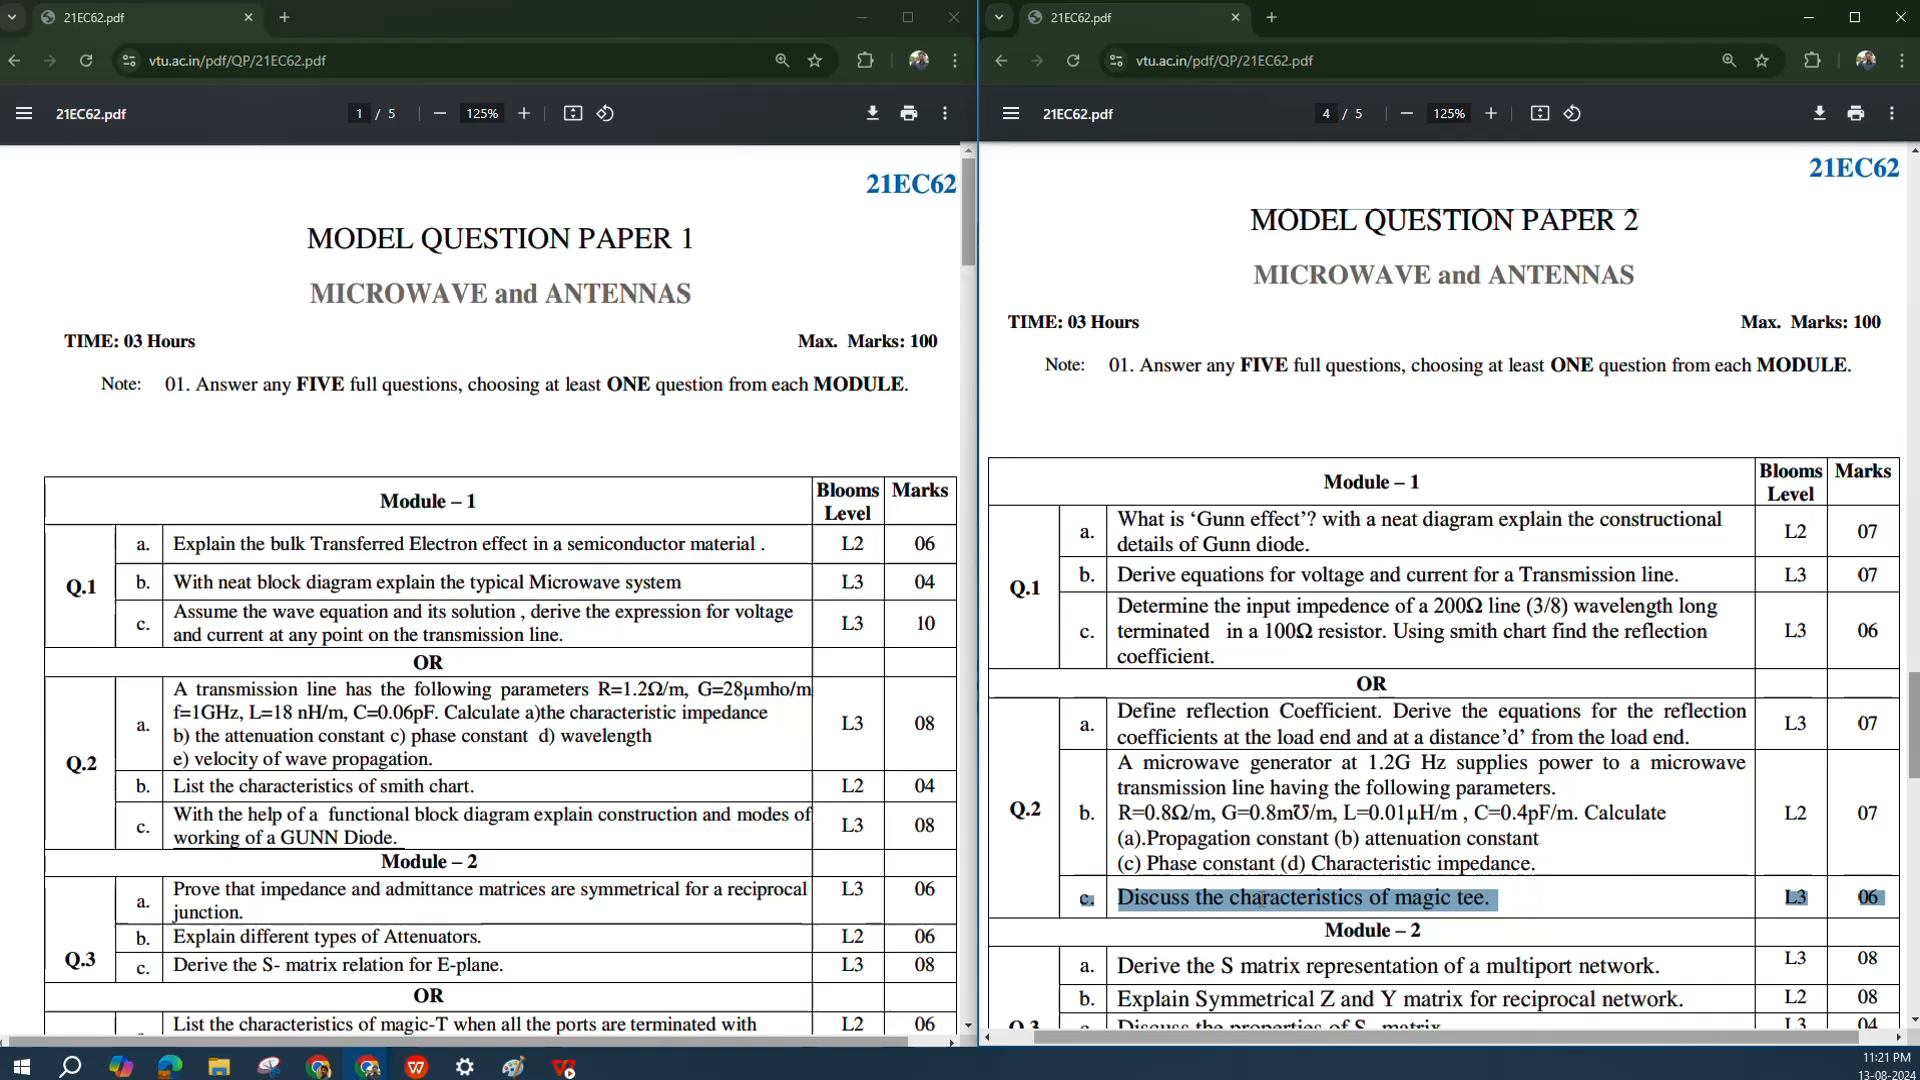 21EC62.pdf
vtu.ac.in/pdf/QP/21EC62.pdf
21EC62.pdf
1 / 5
125%
21EC62
MODEL QUESTION PAPER 1
MICROWAVE and ANTENNAS
TIME: 03 Hours Max. Marks: 100
Note: 01. Answer any FIVE full questions, choosing at least ONE question from each MODULE.
Module – 1 Blooms Level Marks
Q.1
a. Explain the bulk Transferred Electron effect in a semiconductor material . L2 06
b. With neat block diagram explain the typical Microwave system L3 04
c. Assume the wave equation and its solution , derive the expression for voltage
and current at any point on the transmission line. L3 10
OR
Q.2
a. A transmission line has the following parameters R=1.2Ω/m, G=28µmho/m
f=1GHz, L=18 nH/m, C=0.06pF. Calculate a)the characteristic impedance
b) the attenuation constant c) phase constant d) wavelength
e) velocity of wave propagation. L3 08
b. List the characteristics of smith chart. L2 04
c. With the help of a functional block diagram explain construction and modes of
working of a GUNN Diode. L3 08
Module – 2
Q.3
a. Prove that impedance and admittance matrices are symmetrical for a reciprocal
junction. L3 06
b. Explain different types of Attenuators. L2 06
c. Derive the S- matrix relation for E-plane. L3 08
OR
List the characteristics of magic-T when all the ports are terminated with L2 06
21EC62.pdf
vtu.ac.in/pdf/QP/21EC62.pdf
21EC62.pdf
4 / 5
125%
21EC62
MODEL QUESTION PAPER 2
MICROWAVE and ANTENNAS
TIME: 03 Hours Max. Marks: 100
Note: 01. Answer any FIVE full questions, choosing at least ONE question from each MODULE.
Module – 1 Blooms Level Marks
Q.1
a. What is ‘Gunn effect’? with a neat diagram explain the constructional
details of Gunn diode. L2 07
b. Derive equations for voltage and current for a Transmission line. L3 07
c. Determine the input impedance of a 200Ω line (3/8) wavelength long
terminated in a 100Ω resistor. Using smith chart find the reflection
coefficient. L3 06
OR
Q.2
a. Define reflection Coefficient. Derive the equations for the reflection
coefficients at the load end and at a distance’d’ from the load end. L3 07
b. A microwave generator at 1.2G Hz supplies power to a microwave
transmission line having the following parameters.
R=0.8Ω/m, G=0.8m℧/m, L=0.01µH/m , C=0.4pF/m. Calculate
(a).Propagation constant (b) attenuation constant
(c) Phase constant (d) Characteristic impedance. L2 07
c. Discuss the characteristics of magic tee. L3 06
Module – 2
Q.3
a. Derive the S matrix representation of a multiport network. L3 08
b. Explain Symmetrical Z and Y matrix for reciprocal network. L2 08
Discuss the properties of S matrix L3 04
11:21 PM
13-08-2024